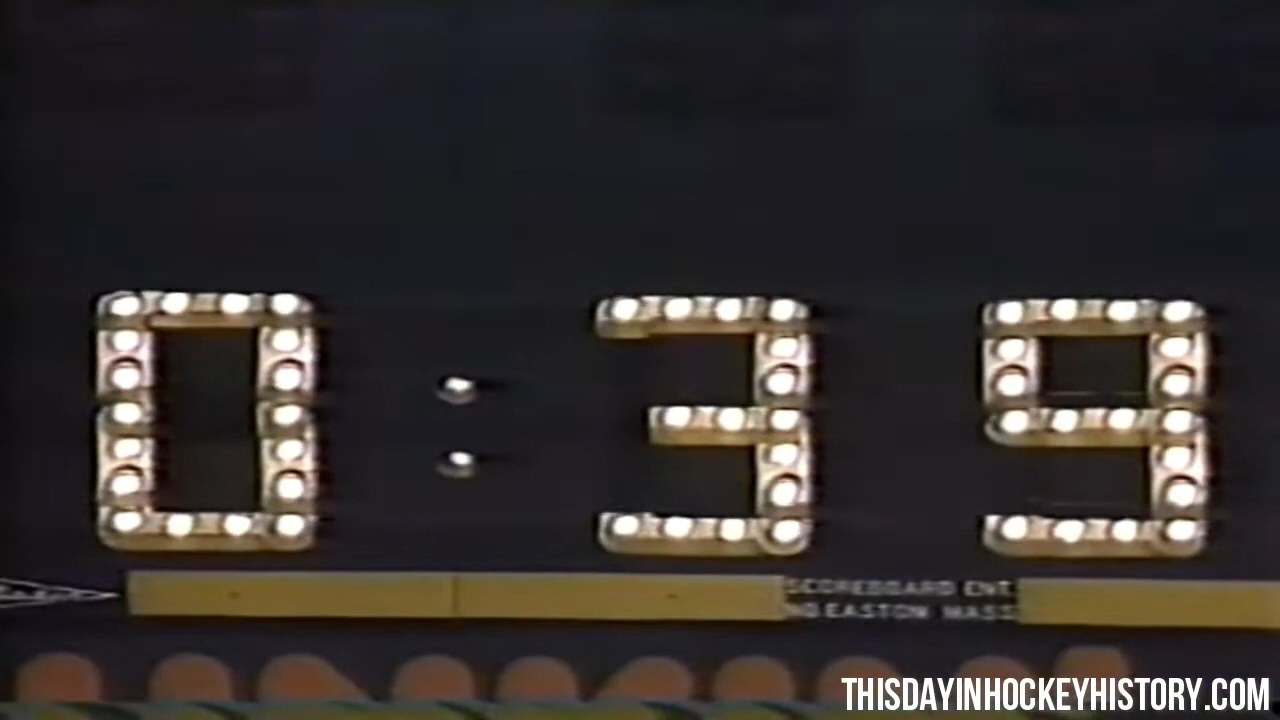 0:39
SCOREBOARD ENT.
NO EASTON MASS
THISDAYINHOCKEYHISTORY.COM